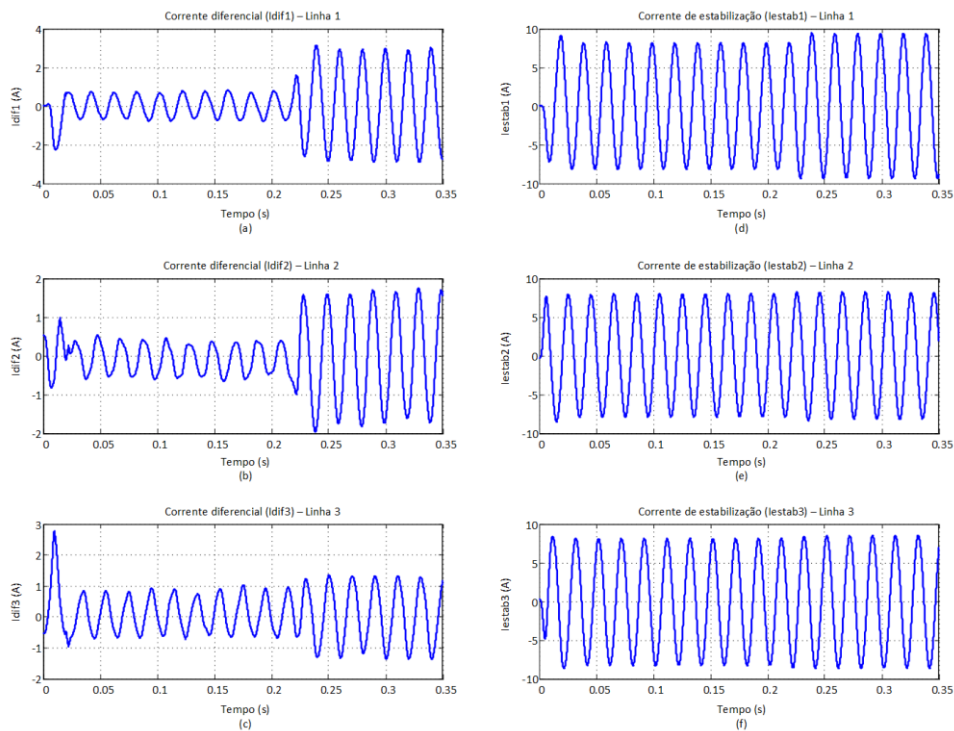 Corrente diferencial (Idif1) – Linha 1
4
2
0
-2
-4
Idif1 (A)
0 0.05 0.1 0.15 0.2 0.25 0.3 0.35
Tempo (s)
(a)
Corrente de estabilização (Iestab1) – Linha 1
10
5
0
-5
-10
Iestab1 (A)
0 0.05 0.1 0.15 0.2 0.25 0.3 0.35
Tempo (s)
(d)
Corrente diferencial (Idif2) – Linha 2
2
1
0
-1
-2
Idif2 (A)
0 0.05 0.1 0.15 0.2 0.25 0.3 0.35
Tempo (s)
(b)
Corrente de estabilização (Iestab2) – Linha 2
10
5
0
-5
-10
Iestab2 (A)
0 0.05 0.1 0.15 0.2 0.25 0.3 0.35
Tempo (s)
(e)
Corrente diferencial (Idif3) – Linha 3
3
2
1
0
-1
-2
Idif3 (A)
0 0.05 0.1 0.15 0.2 0.25 0.3 0.35
Tempo (s)
(c)
Corrente de estabilização (Iestab3) – Linha 3
10
5
0
-5
-10
Iestab3 (A)
0 0.05 0.1 0.15 0.2 0.25 0.3 0.35
Tempo (s)
(f)